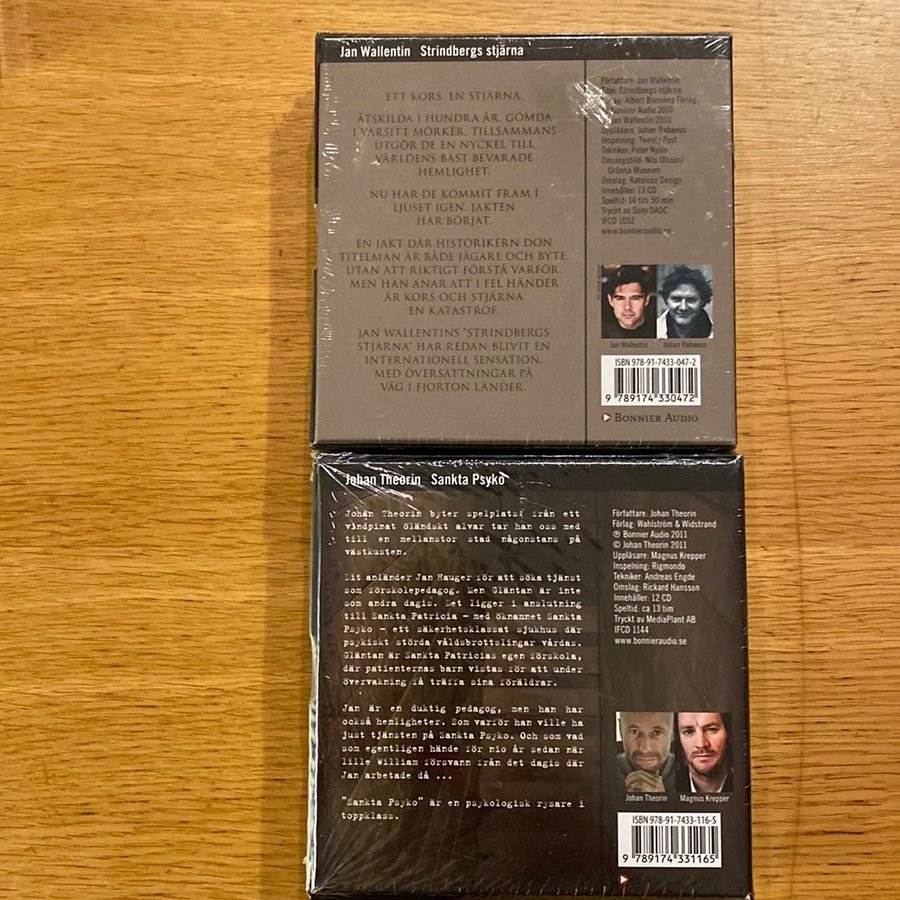 Jan Wallentin Strindbergs stjärna
ETT KORS. EN STJÄRNA.
ÅTSKILDA I HUNDRA ÅR. GÖMDA
I VARSITT MÖRKER. TILLSAMMANS
UTGÖR DE EN NYCKEL TILL
VÄRLDENS BÄST BEVARADE
HEMLIGHET.
NU HAR DE KOMMIT FRAM I
LJUSET IGEN. JAKTEN
HAR BÖRJAT.
EN JAKT DÄR HISTORIKERN DON
TITELMAN ÄR BÅDE JÄGARE OCH BYTE,
UTAN ATT RIKTIGT FÖRSTÅ VARFÖR.
MEN HAN ANAR ATT I FEL HÄNDER
ÄR KORS OCH STJÄRNA
EN KATASTROF.
JAN WALLENTINS "STRINDBERGS
STJÄRNA" HAR REDAN BLIVIT EN
INTERNATIONELL SENSATION,
MED ÖVERSÄTTNINGAR PÅ
VÄG I FJORTON LÄNDER.
Författare: Jan Wallentin
Titel: Strindbergs stjärna
Albert Bonniers Förlag
Bonnier Audio 2010
Jan Wallentin 2010
Uppläsare: Johan Rabaeus
Inspelning: Twenty Post
Tekniker: Peter Nylén
Omslagsbild: Nils Olsson/
Gränna Museum
Omslag: Katslosa Design
Innehåller: 13 CD
Speltid: 14 tim 50 min
Tryckt av Sony DADC
IFCD 1052
www.bonnieraudio.se
Jan Wallentin Johan Rabaeus
ISBN 978-91-7433-047-2
9 789174 330472
BONNIER AUDIO
Johan Theorin Sankta Psyko
Johan Theorin byter spelplats: från ett
vindpinat öländskt alvar tar han oss med
till en mellanstor stad någonstans på
västkusten.
Dit anländer Jan Hauger för att söka tjänst
som förskolepedagog. Men Gläntan är inte
som andra dagis. Det ligger i anslutning
till Sankta Patricia – med öknamnet Sankta
Psyko – ett säkerhetsklassat sjukhus där
psykiskt störda våldsbrottslingar vårdas.
Gläntan är Sankta Patricias egen förskola,
där patienternas barn vistas för att under
övervakning få träffa sina föräldrar.
Jan är en duktig pedagog, men han har
också hemligheter. Som varför han ville ha
just tjänsten på Sankta Psyko. Och som vad
som egentligen hände för nio år sedan när
lille William försvann från det dagis där
Jan arbetade då ...
"Sankta Psyko" är en psykologisk rysare i
toppklass.
Författare: Johan Theorin
Förlag: Wahlström & Widstrand
℗ Bonnier Audio 2011
© Johan Theorin 2011
Uppläsare: Magnus Krepper
Inspelning: Rigmondo
Tekniker: Andreas Engde
Omslag: Rickard Hansson
Innehåller: 12 CD
Speltid: ca 13 tim
Tryckt av MediaPlant AB
IFCD 1144
www.bonnieraudio.se
Johan Theorin Magnus Krepper
ISBN 978-91-7433-116-5
9 789174 331165